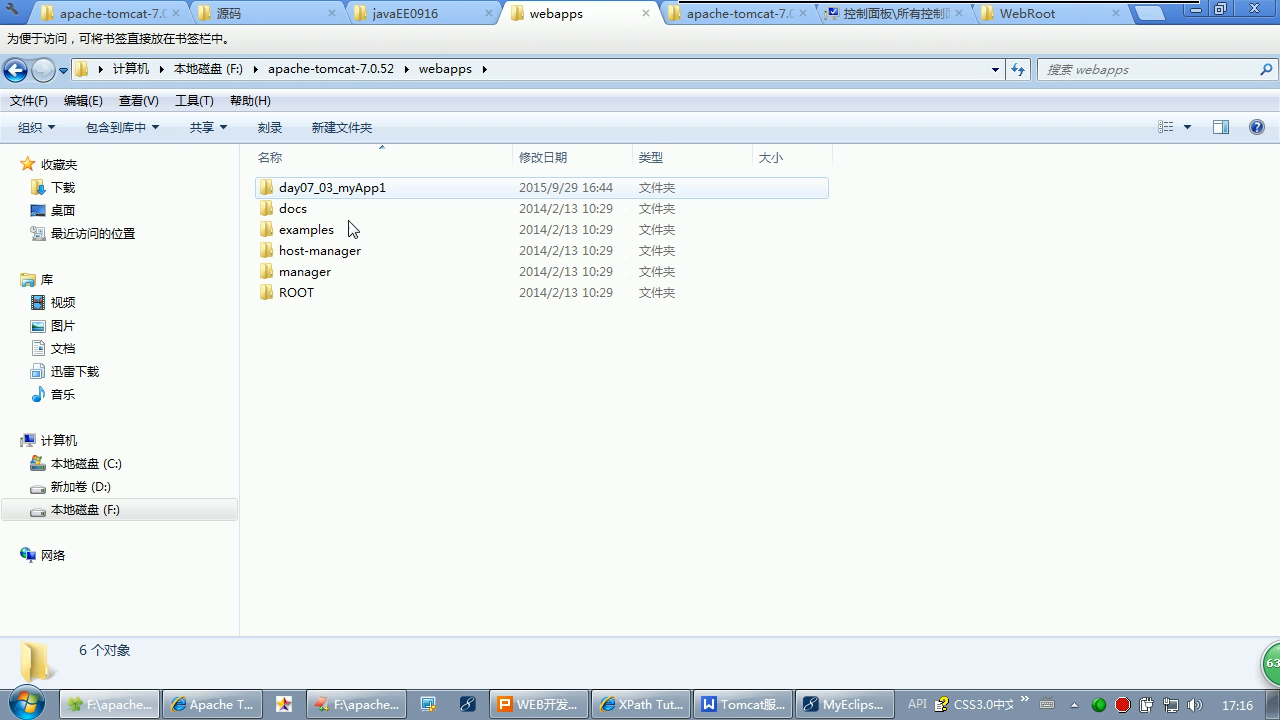 apache-tomcat-7.0 源码 javaEE0916 webapps apache-tomcat-7.0 控制面板\所有控制面 WebRoot
为便于访问，可将书签直接放在书签栏中。
计算机 本地磁盘 (F:) apache-tomcat-7.0.52 webapps 搜索 webapps
文件(F) 编辑(E) 查看(V) 工具(T) 帮助(H)
组织 包含到库中 共享 刻录 新建文件夹
名称 修改日期 类型 大小
收藏夹
下载
桌面
最近访问的位置
库
视频
图片
文档
迅雷下载
音乐
计算机
本地磁盘 (C:)
新加卷 (D:)
本地磁盘 (F:)
网络
day07_03_myApp1 2015/9/29 16:44 文件夹
docs 2014/2/13 10:29 文件夹
examples 2014/2/13 10:29 文件夹
host-manager 2014/2/13 10:29 文件夹
manager 2014/2/13 10:29 文件夹
ROOT 2014/2/13 10:29 文件夹
6 个对象
63
F:\apache... Apache T... F:\apache... WEB开发... XPath Tut... Tomcat服... MyEclips... API CSS3.0中文 17:16